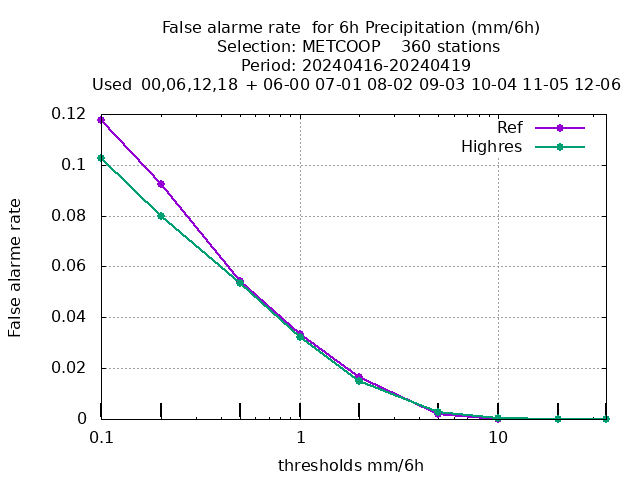 False alarme rate  for 6h Precipitation (mm/6h)
Selection: METCOOP    360 stations
Period: 20240416-20240419
Used  00,06,12,18  + 06-00 07-01 08-02 09-03 10-04 11-05 12-06
0.12
Ref
Highres
0.1
0.08
False alarme rate
0.06
0.04
0.02
0
0.1 1 10
thresholds mm/6h